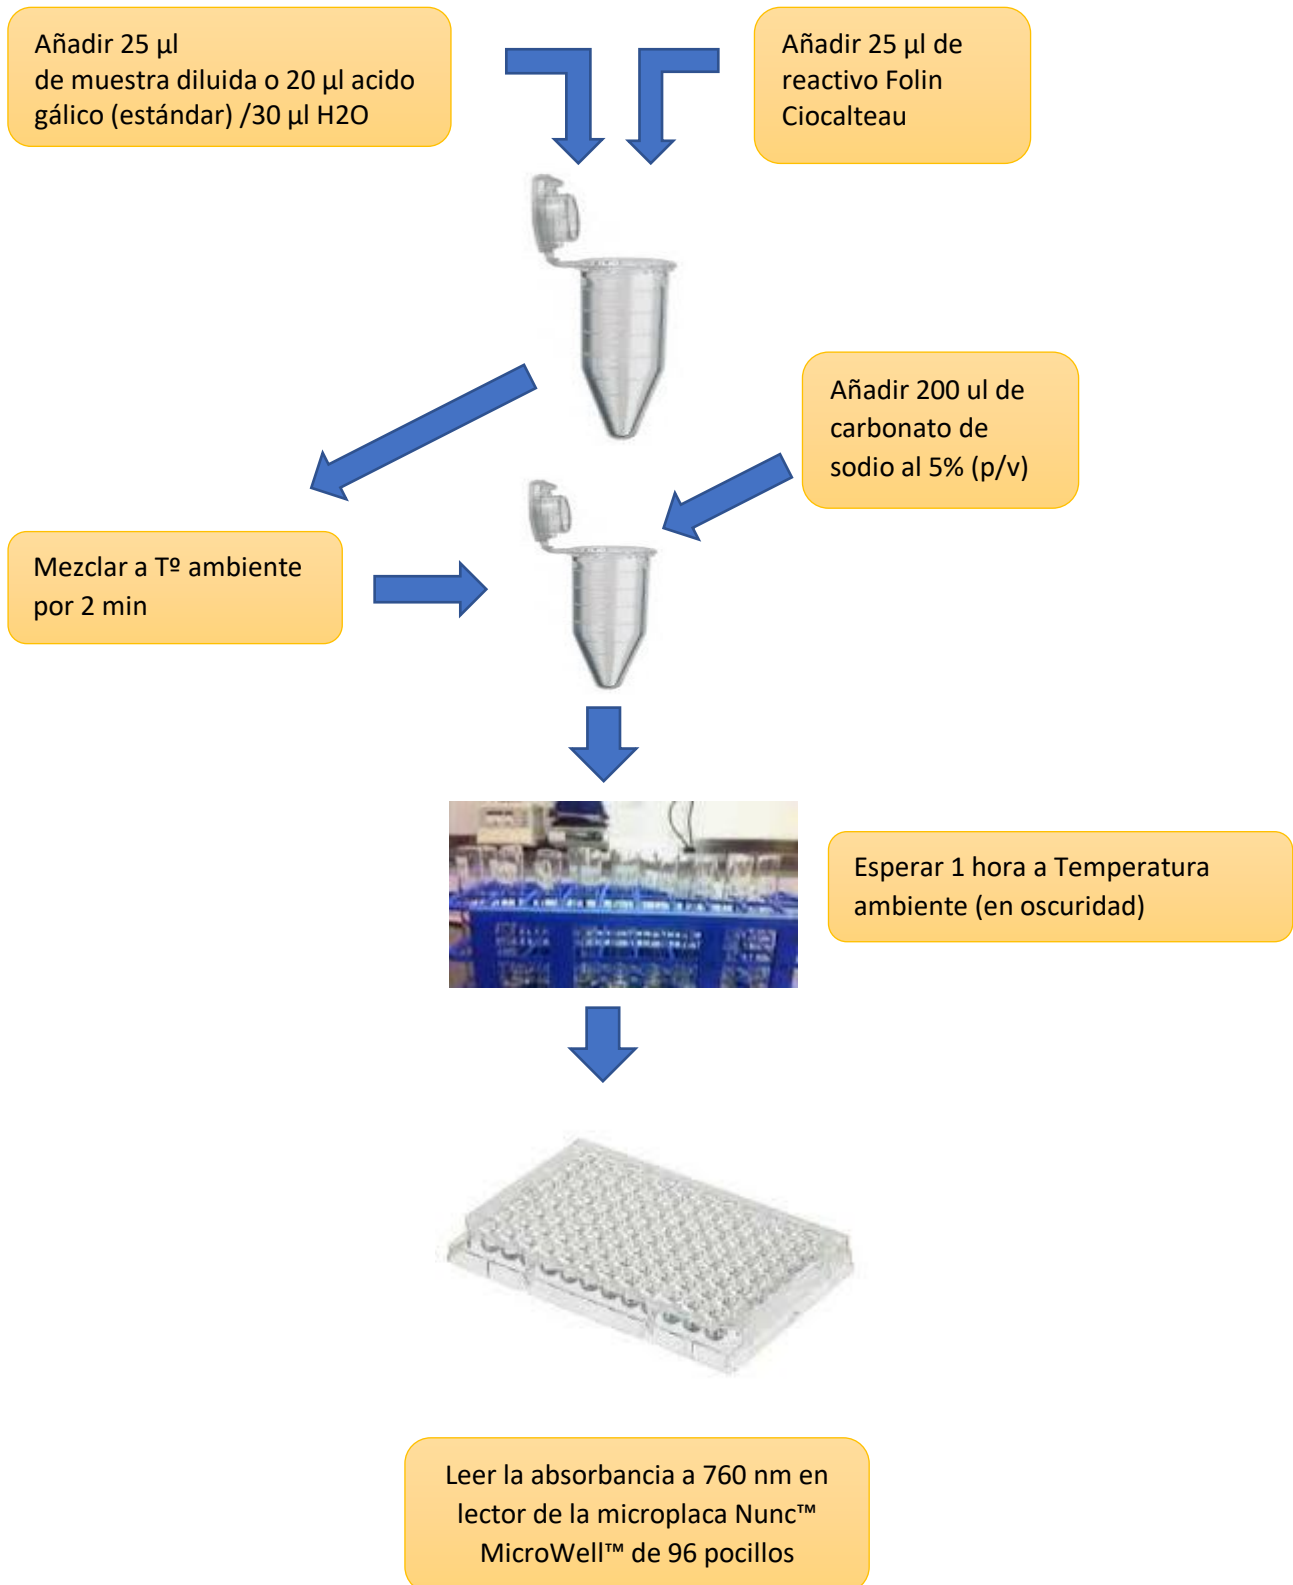 Añadir 25 µl
de muestra diluida o 20 µl acido
gálico (estándar) /30 µl H2O
Añadir 25 µl de
reactivo Folin
Ciocalteau
Añadir 200 ul de
carbonato de
sodio al 5% (p/v)
Mezclar a Tº ambiente
por 2 min
Esperar 1 hora a Temperatura
ambiente (en oscuridad)
Leer la absorbancia a 760 nm en
lector de la microplaca Nunc™
MicroWell™ de 96 pocillos